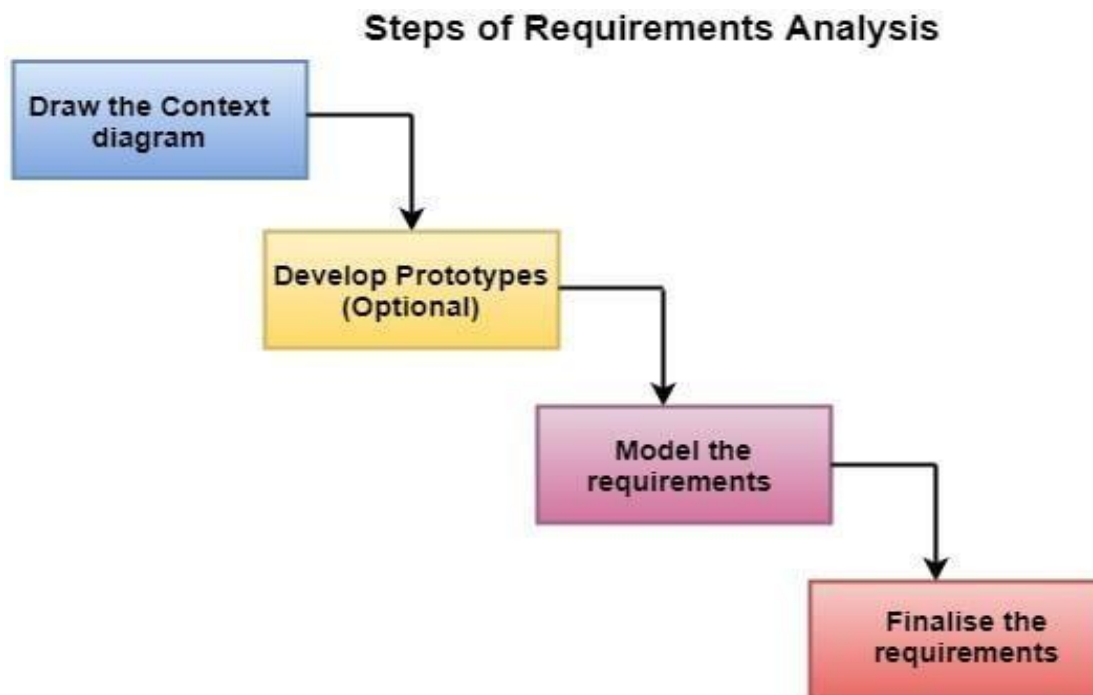 Steps of Requirements Analysis
Draw the Context
diagram
Develop Prototypes
(Optional)
Model the
requirements
Finalise the
requirements